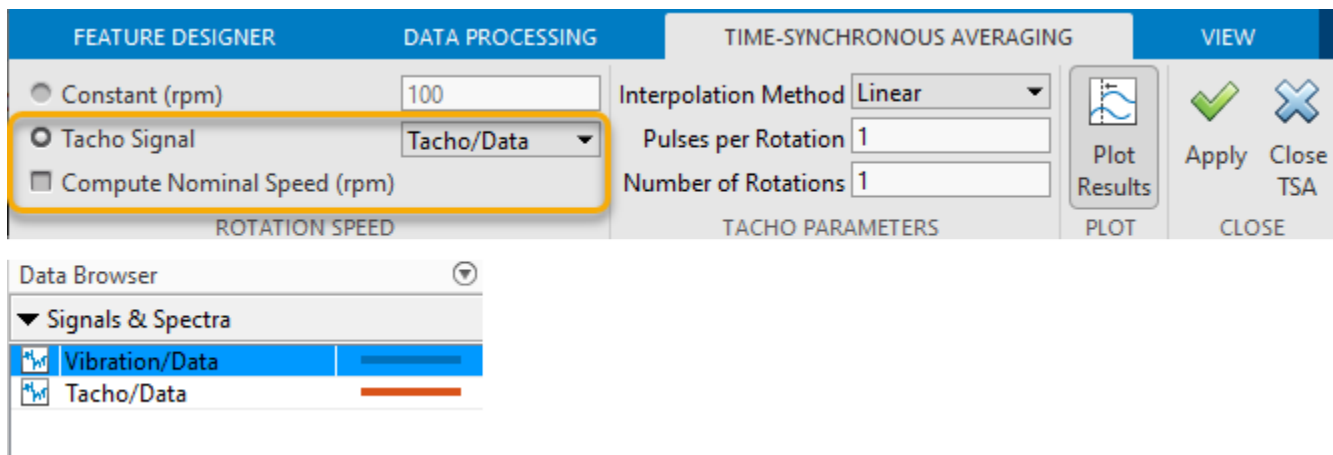 FEATURE DESIGNER DATA PROCESSING TIME-SYNCHRONOUS AVERAGING VIEW
Constant (rpm) 100 Interpolation Method Linear
Tacho Signal Tacho/Data Pulses per Rotation 1
Compute Nominal Speed (rpm) Number of Rotations 1
Plot Results Apply Close TSA
ROTATION SPEED TACHO PARAMETERS PLOT CLOSE
Data Browser
Signals & Spectra
Vibration/Data
Tacho/Data